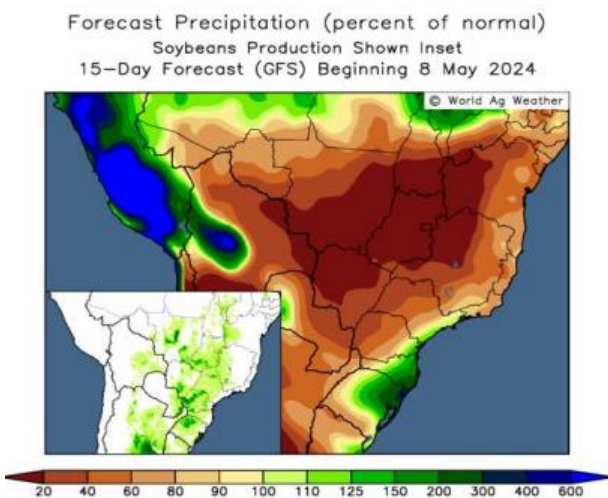 Forecast Precipitation (percent of normal)
Soybeans Production Shown Inset
15-Day Forecast (GFS) Beginning 8 May 2024
© World Ag Weather
20 40 60 80 90 100 110 125 150 200 300 400 600